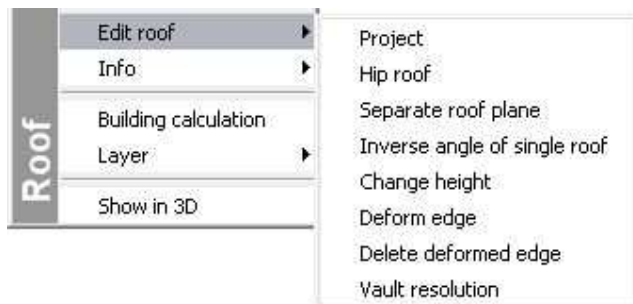 Roof
Edit roof
Info
Building calculation
Layer
Show in 3D
Project
Hip roof
Separate roof plane
Inverse angle of single roof
Change height
Deform edge
Delete deformed edge
Vault resolution